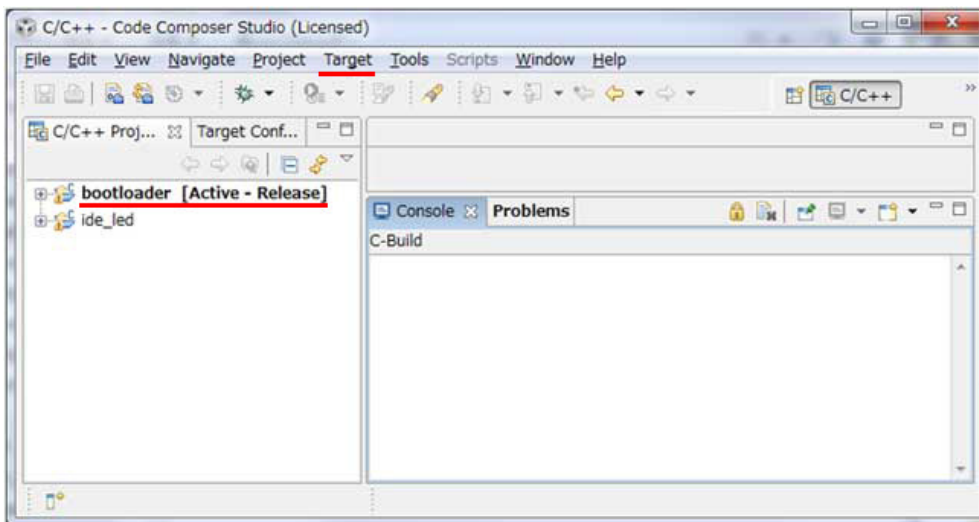 C/C++ - Code Composer Studio (Licensed)
File Edit View Navigate Project Target Tools Scripts Window Help
C/C++
»
C/C++ Proj... Target Conf...
bootloader [Active - Release]
ide_led
Console Problems
C-Build